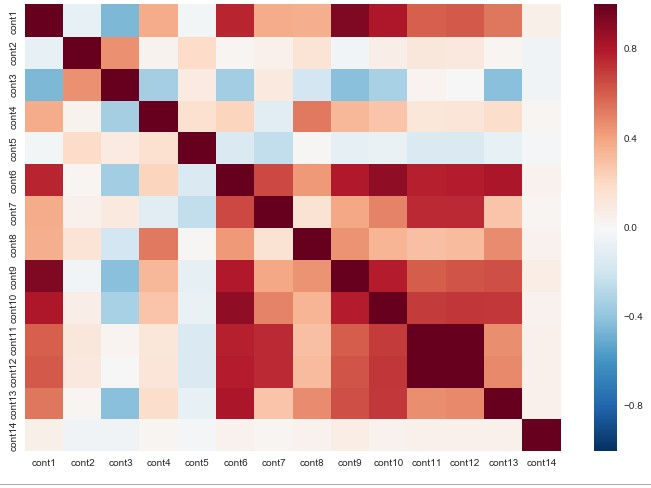 cont1
cont2
cont3
cont4
cont5
cont6
cont7
cont8
cont9
cont10
cont11
cont12
cont13
cont14
cont1 cont2 cont3 cont4 cont5 cont6 cont7 cont8 cont9 cont10 cont11 cont12 cont13 cont14
0.8
0.4
0.0
−0.4
−0.8